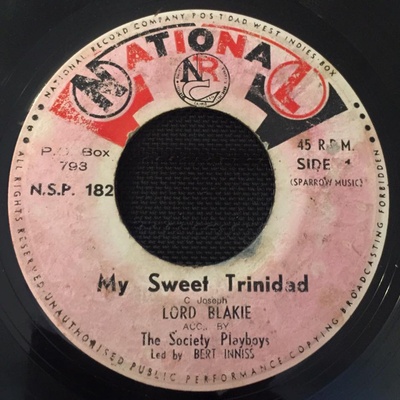 NATIONAL RECORD COMPANY POST DAD WEST INDIES BOX
NATIONAL
NR
P.O. Box
793
N.S.P. 182
45 R.P.M.
SIDE 1
(SPARROW MUSIC)
My Sweet Trinidad
C Joseph
LORD BLAKIE
ACC. BY
The Society Playboys
Led by BERT INNISS
ALL RIGHTS RESERVED/UNAUTHORISED PUBLIC PERFORMANCE BROADCASTING FORBIDDEN